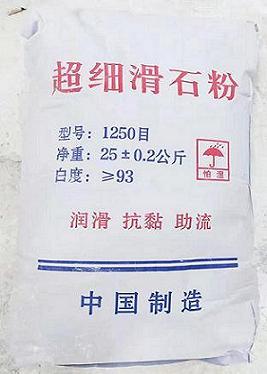 超细滑石粉
型号：1250目
净重：25±0.2公斤
白度：≥93
怕湿
润滑 抗黏 助流
中国制造